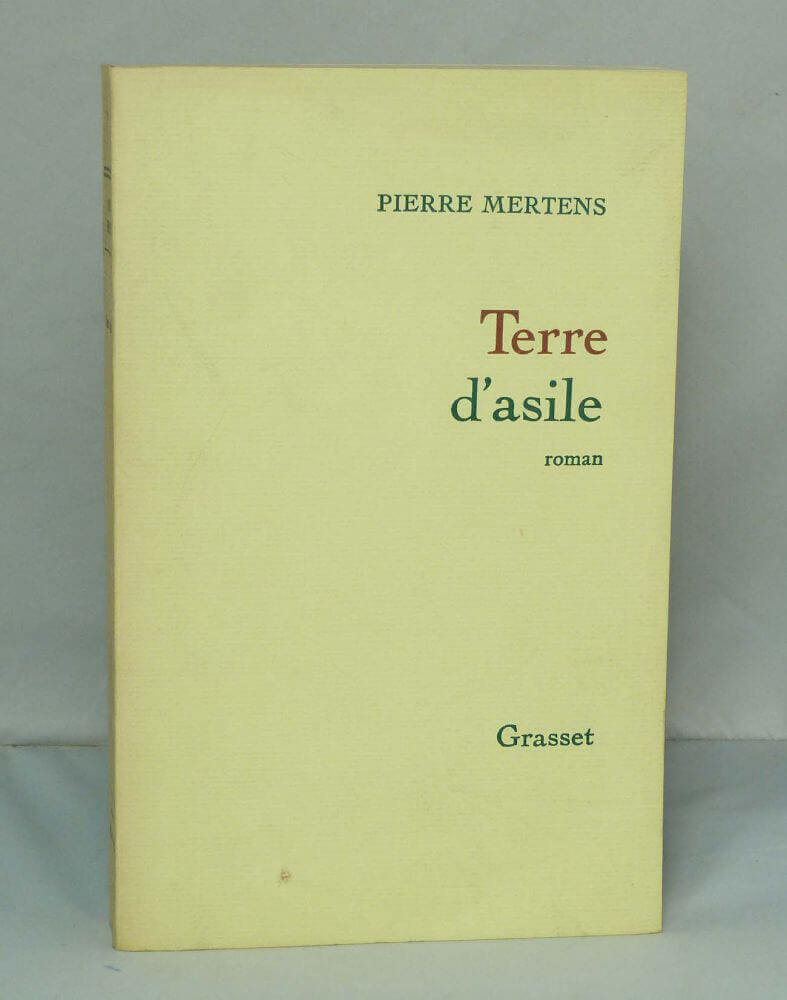 PIERRE MERTENS
Terre
d'asile
roman
Grasset